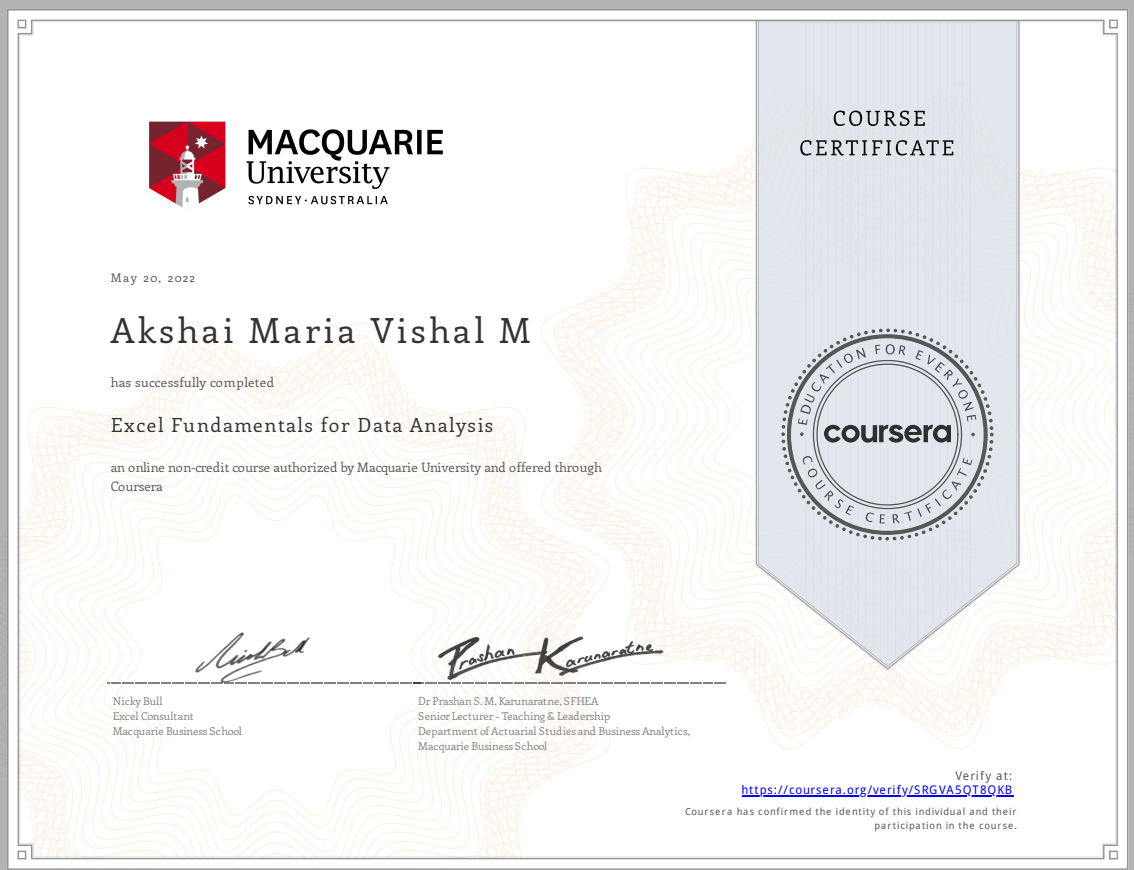 MACQUARIE
University
SYDNEY·AUSTRALIA
COURSE
CERTIFICATE
May 20, 2022
Akshai Maria Vishal M
has successfully completed
Excel Fundamentals for Data Analysis
an online non-credit course authorized by Macquarie University and offered through
Coursera
EDUCATION FOR EVERYONE
coursera
COURSE CERTIFICATE
Prashan Karunaratne
Nicky Bull
Excel Consultant
Macquarie Business School
Dr Prashan S. M. Karunaratne, SFHEA
Senior Lecturer - Teaching & Leadership
Department of Actuarial Studies and Business Analytics,
Macquarie Business School
Verify at:
https://coursera.org/verify/SRGVA5QT8QKB
Coursera has confirmed the identity of this individual and their
participation in the course.